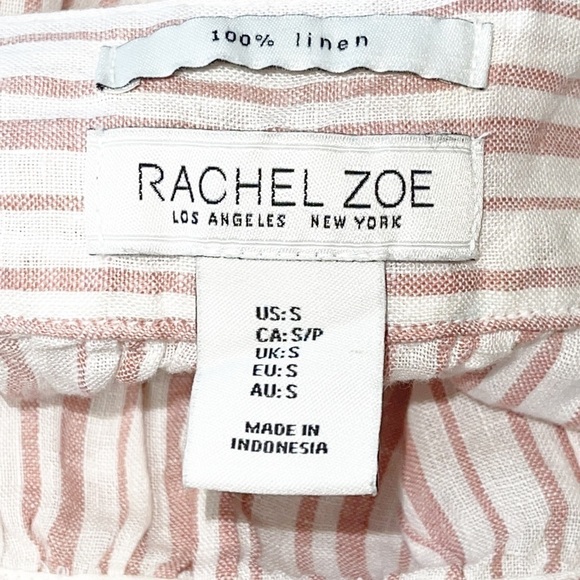 100% linen
RACHEL ZOE
LOS ANGELES NEW YORK
US: S
CA: S/P
UK: S
EU: S
AU: S
MADE IN
INDONESIA